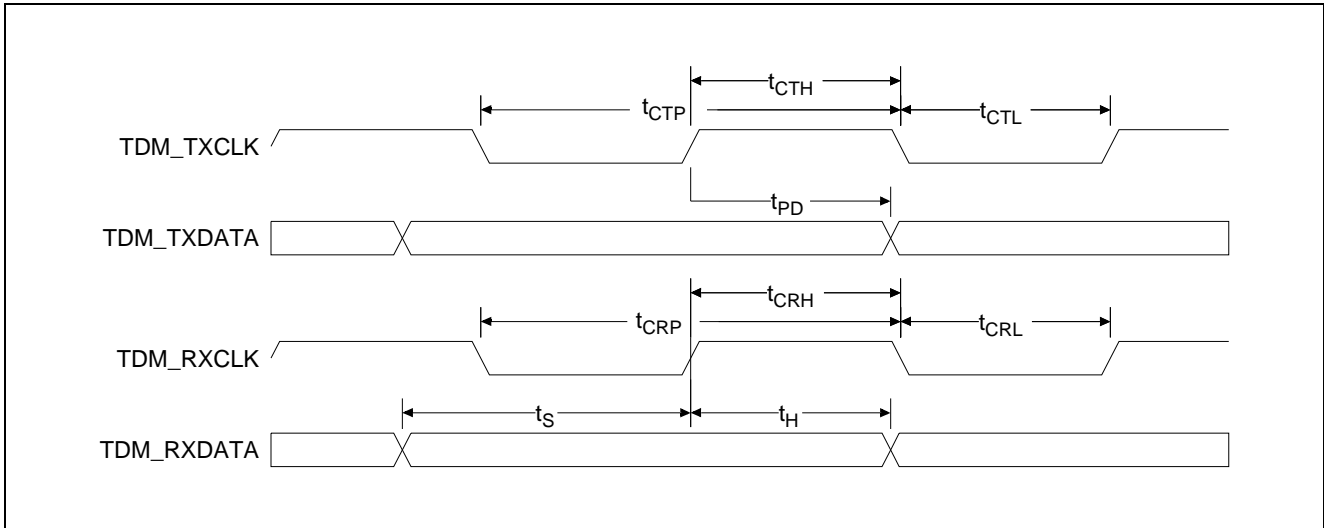 tCTH
tCTP
tCTL
TDM_TXCLK
tPD
TDM_TXDATA
tCRH
tCRP
tCRL
TDM_RXCLK
tS
tH
TDM_RXDATA